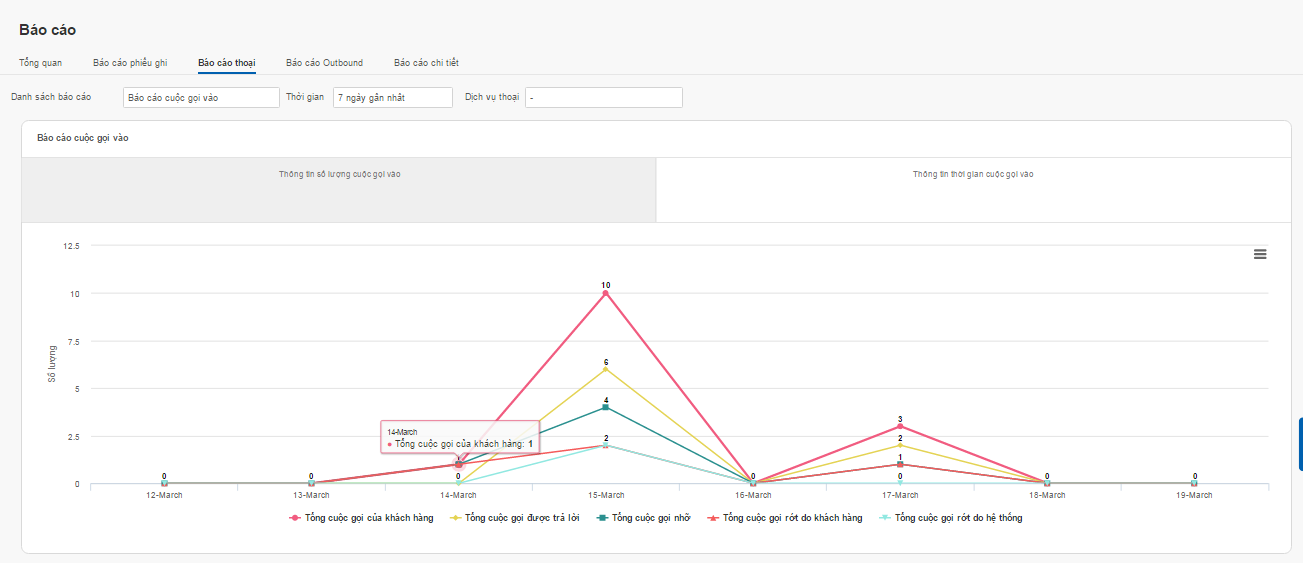 Báo cáo
Tổng quan Báo cáo phiếu ghi Báo cáo thoại Báo cáo Outbound Báo cáo chi tiết
Danh sách báo cáo Báo cáo cuộc gọi vào Thời gian 7 ngày gần nhất Dịch vụ thoại -
Báo cáo cuộc gọi vào
Thông tin số lượng cuộc gọi vào Thông tin thời gian cuộc gọi vào
12.5
10
7.5
5
2.5
0
Số lượng
10
6
4
2
3
2
1
0
0 0 0 0 0 0 0
14-March
● Tổng cuộc gọi của khách hàng: 1
12-March 13-March 14-March 15-March 16-March 17-March 18-March 19-March
Tổng cuộc gọi của khách hàng Tổng cuộc gọi được trả lời Tổng cuộc gọi nhỡ Tổng cuộc gọi rớt do khách hàng Tổng cuộc gọi rớt do hệ thống